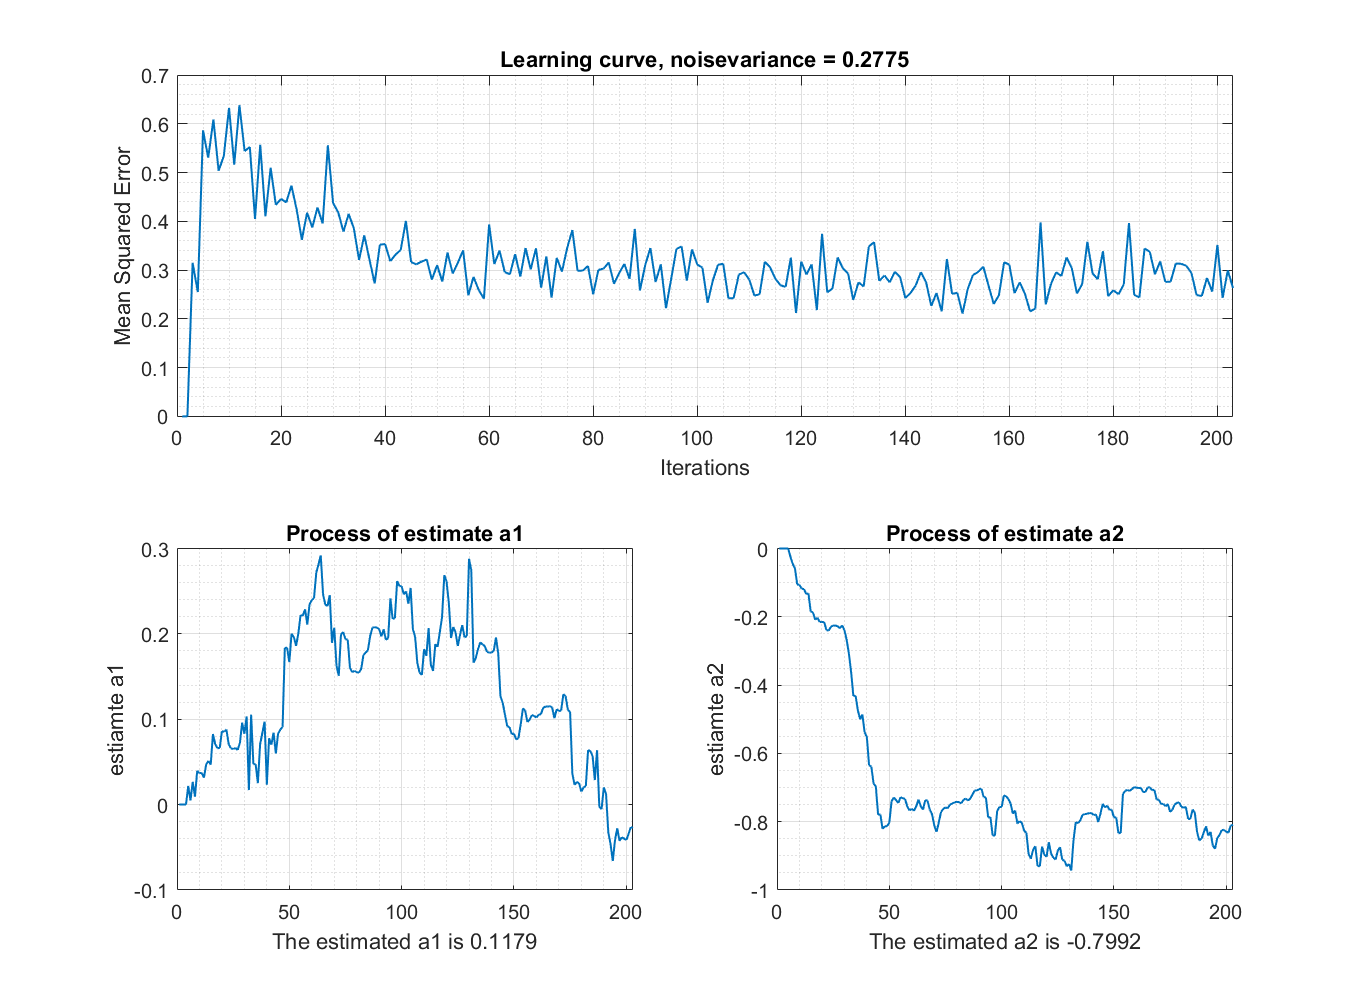 Learning curve, noisevariance = 0.2775
0.7
0.6
0.5
0.4
0.3
0.2
0.1
0
Mean Squared Error
0 20 40 60 80 100 120 140 160 180 200
Iterations
Process of estimate a1
0.3
0.2
0.1
0
-0.1
estiamte a1
0 50 100 150 200
The estimated a1 is 0.1179
Process of estimate a2
0
-0.2
-0.4
-0.6
-0.8
-1
estiamte a2
0 50 100 150 200
The estimated a2 is -0.7992